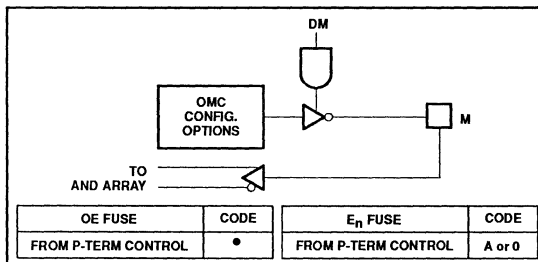 DM
OMC
CONFIG.
OPTIONS
M
TO
AND ARRAY
OE FUSE CODE
FROM P-TERM CONTROL •
En FUSE CODE
FROM P-TERM CONTROL A or 0